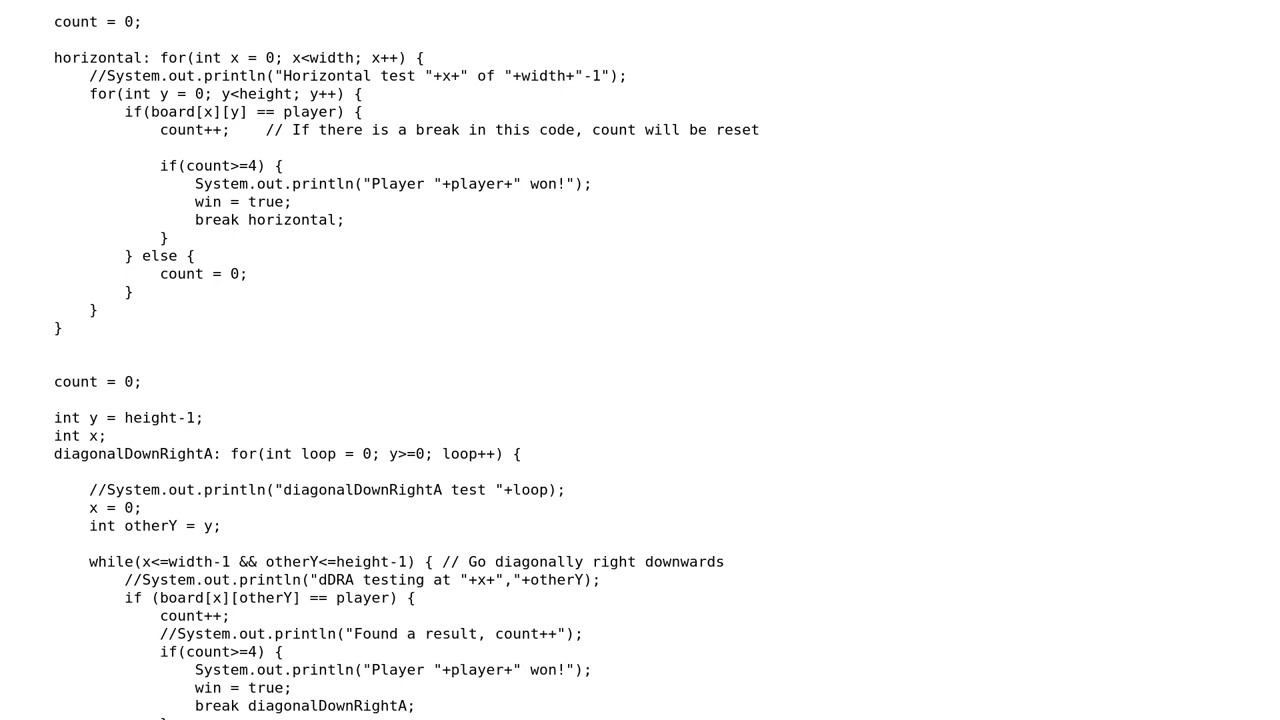 count = 0;
horizontal: for(int x = 0; x<width; x++) {
//System.out.println("Horizontal test "+x+" of "+width+"-1");
for(int y = 0; y<height; y++) {
if(board[x][y] == player) {
count++;    // If there is a break in this code, count will be reset
if(count>=4) {
System.out.println("Player "+player+" won!");
win = true;
break horizontal;
}
} else {
count = 0;
}
}
}
count = 0;
int y = height-1;
int x;
diagonalDownRightA: for(int loop = 0; y>=0; loop++) {
//System.out.println("diagonalDownRightA test "+loop);
x = 0;
int otherY = y;
while(x<=width-1 && otherY<=height-1) { // Go diagonally right downwards
//System.out.println("dDRA testing at "+x+","+otherY);
if (board[x][otherY] == player) {
count++;
//System.out.println("Found a result, count++");
if(count>=4) {
System.out.println("Player "+player+" won!");
win = true;
break diagonalDownRightA;
}